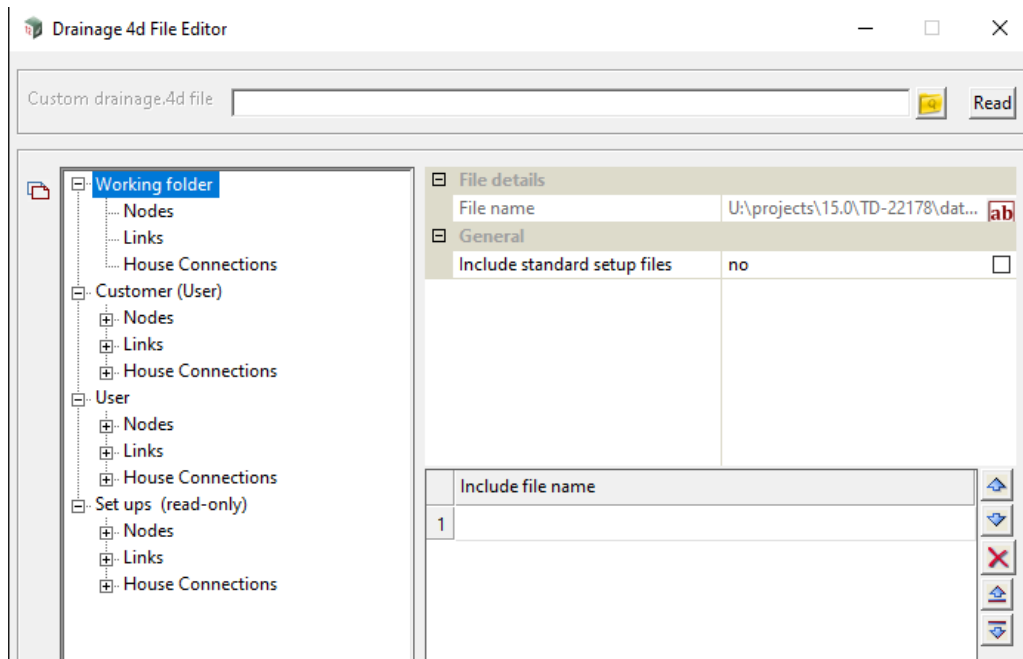 Drainage 4d File Editor
Custom drainage.4d file
Read
Working folder
Nodes
Links
House Connections
Customer (User)
Nodes
Links
House Connections
User
Nodes
Links
House Connections
Set ups (read-only)
Nodes
Links
House Connections
File details
File name U:\projects\15.0\TD-22178\dat... ab
General
Include standard setup files no
Include file name
1